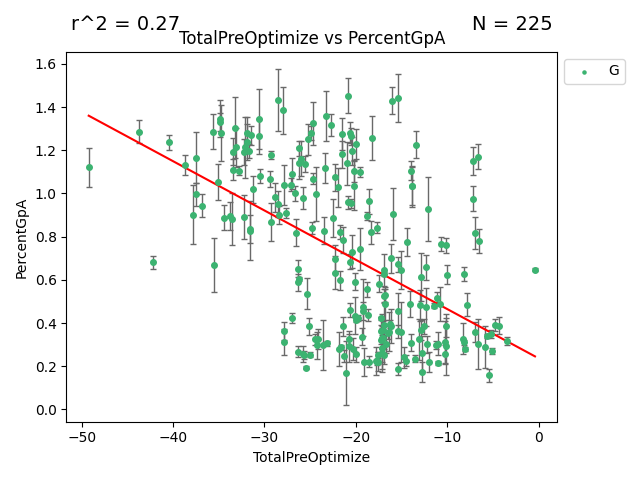 r^2 = 0.27
N = 225
TotalPreOptimize vs PercentGpA
G
1.6
1.4
1.2
1.0
0.8
0.6
0.4
0.2
0.0
PercentGpA
−50
−40
−30
−20
−10
0
TotalPreOptimize